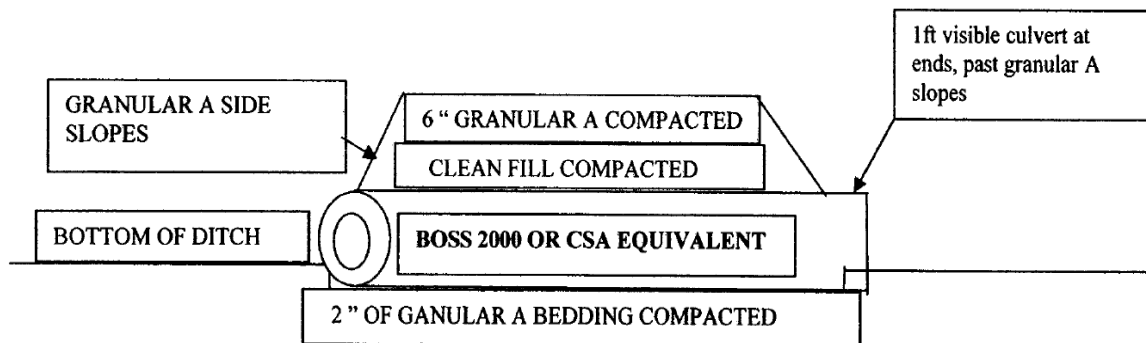 1ft visible culvert at
ends, past granular A
slopes
GRANULAR A SIDE
SLOPES
6 “ GRANULAR A COMPACTED
CLEAN FILL COMPACTED
BOTTOM OF DITCH
BOSS 2000 OR CSA EQUIVALENT
2 ” OF GANULAR A BEDDING COMPACTED